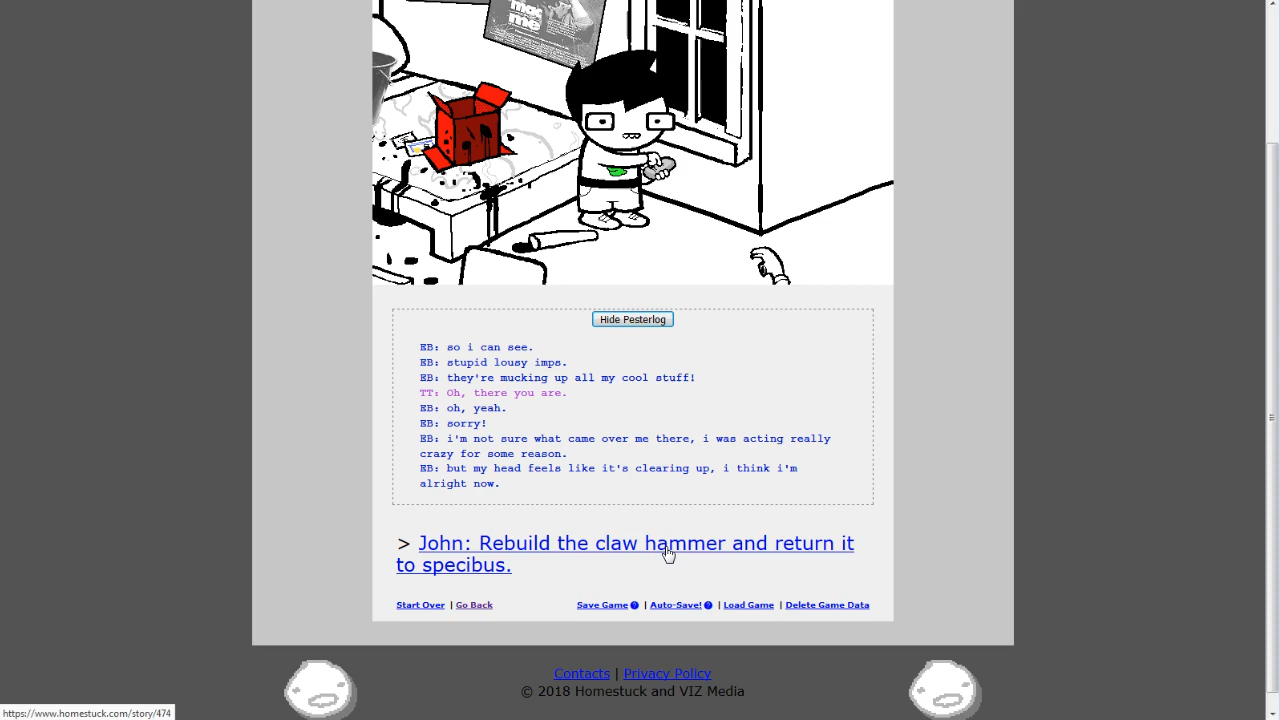 mac
me
Hide Pesterlog
EB: so i can see.
EB: stupid lousy imps.
EB: they're mucking up all my cool stuff!
TT: Oh, there you are.
EB: oh, yeah.
EB: sorry!
EB: i'm not sure what came over me there, i was acting really
crazy for some reason.
EB: but my head feels like it's clearing up, i think i'm
alright now.
> John: Rebuild the claw hammer and return it
to specibus.
Start Over | Go Back Save Game ? | Auto-Save! ? | Load Game | Delete Game Data
Contacts | Privacy Policy
© 2018 Homestuck and VIZ Media
https://www.homestuck.com/story/474